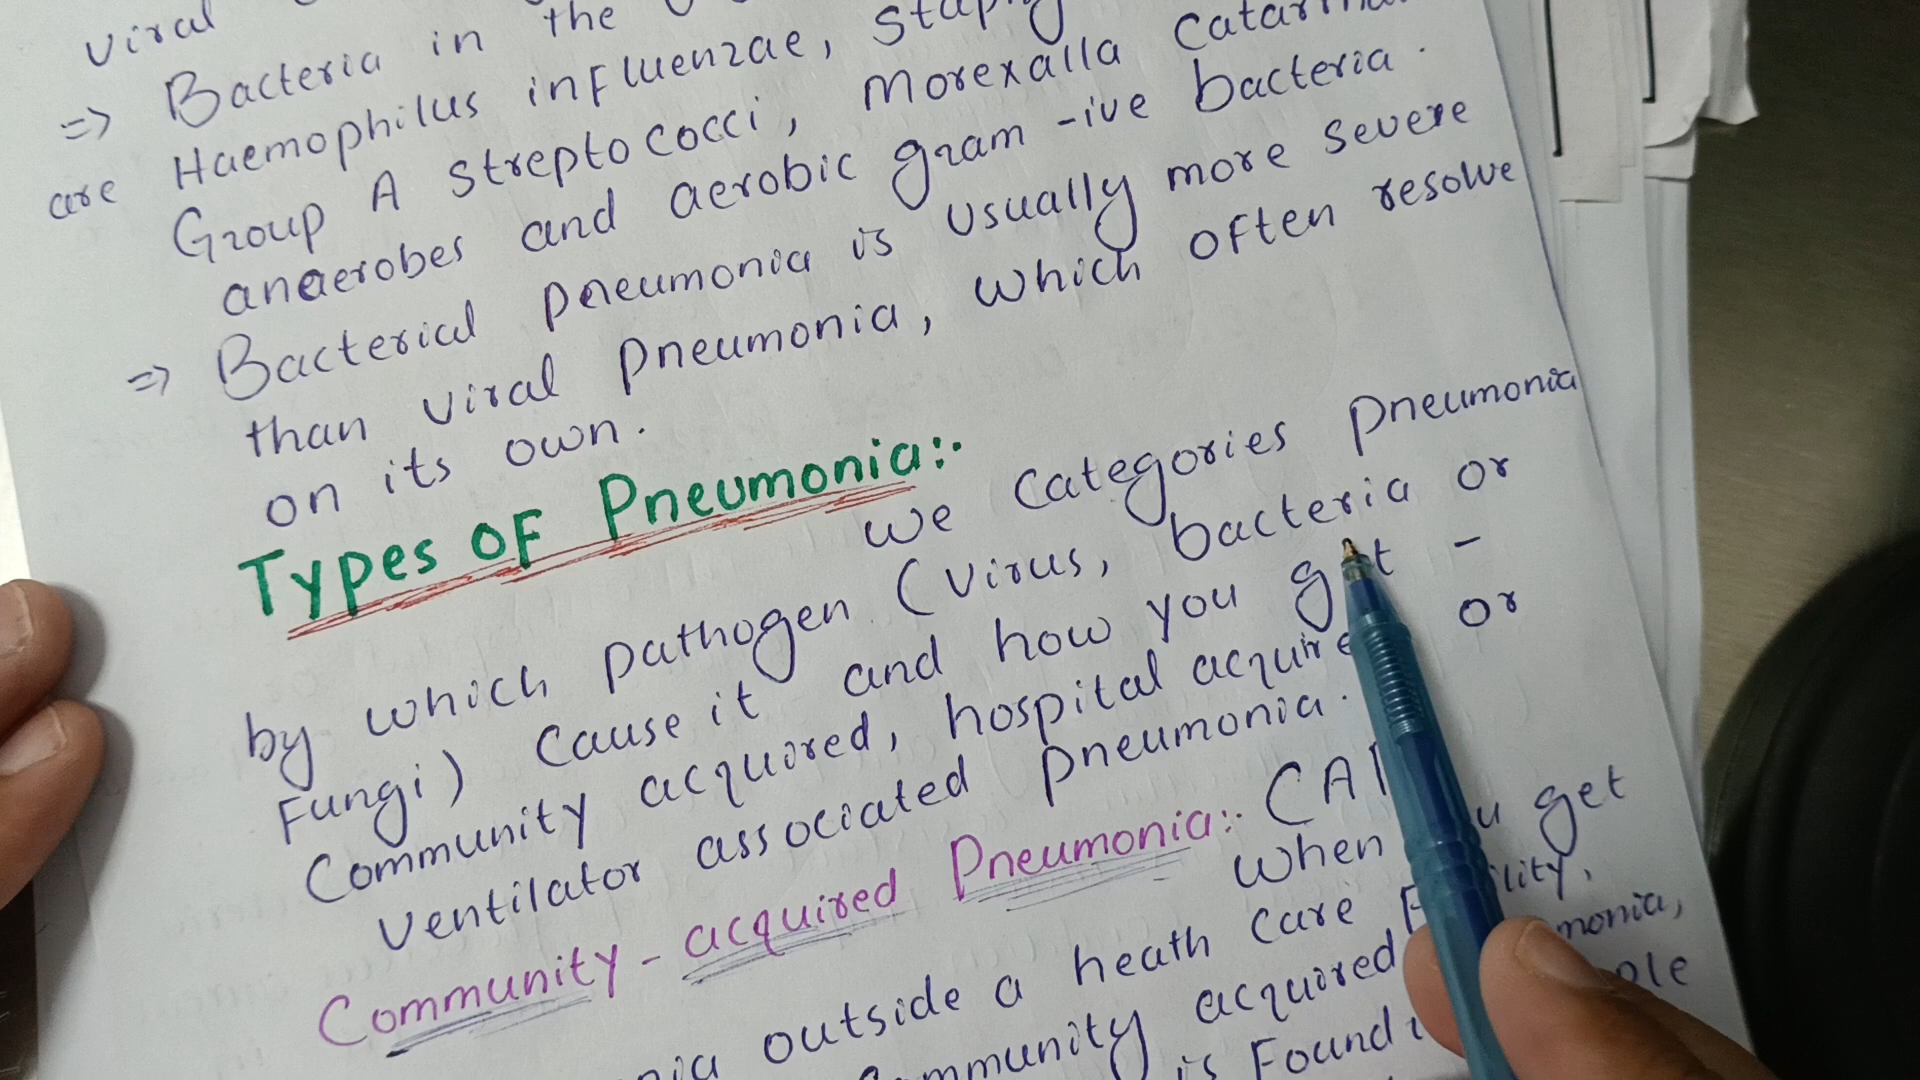 viral
=> Bacteria in the
are Haemophilus influenzae,
Group A Streptococci, Morexalla
anaerobes and aerobic gram -ive bacteria.
=> Bacterial pneumonia is usually more severe
than viral pneumonia, which often resolve
on its own.
Types of Pneumonia:-
we categories pneumonia
by which pathogen (virus, bacteria or
Fungi) cause it and how you get -
Community acquired, hospital acquire or
ventilator associated pneumonia.
Community-acquired Pneumonia:- CAP
when get
outside a heath care
acquired
is Found